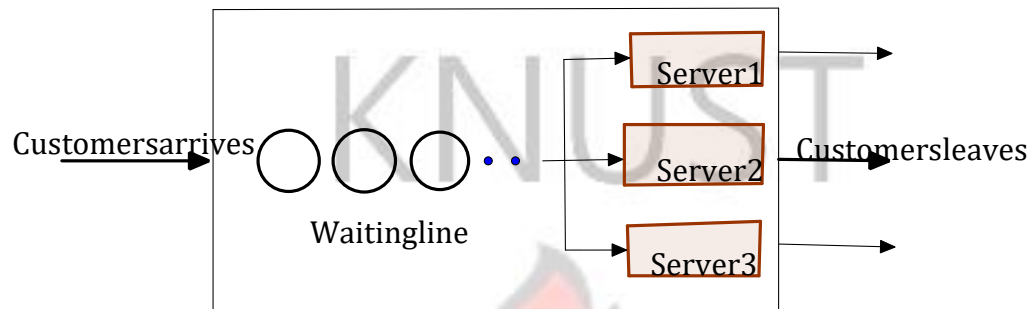 KNUST
Server1
Customersarrives
Server2
Customersleaves
Waitingline
Server3